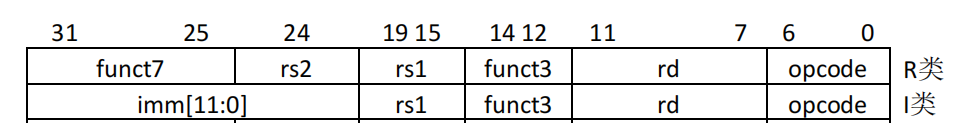 31 25 24 19 15 14 12 11 7 6 0
funct7 rs2 rs1 funct3 rd opcode R类
imm[11:0] rs1 funct3 rd opcode I类